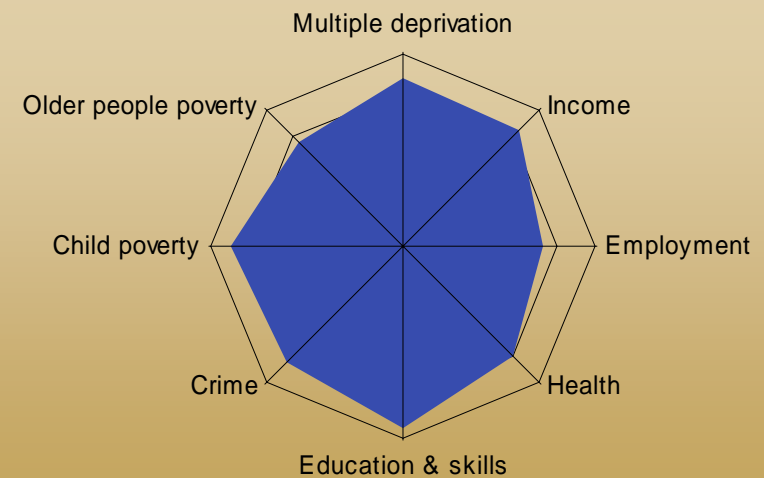 Multiple deprivation
Older people poverty
Income
Child poverty
Employment
Crime
Health
Education & skills